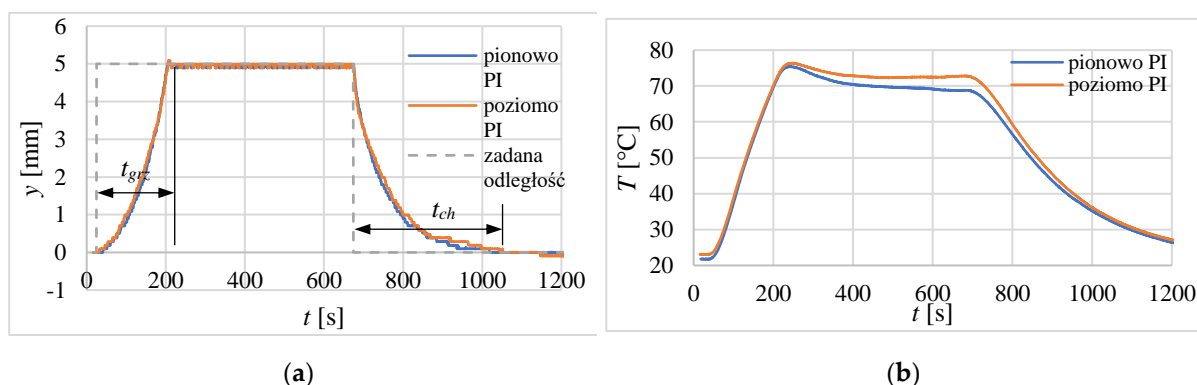 6
5
4
3
2
1
0
-1
y [mm]
0
200
400
600
800
1000
1200
t [s]
pionowo
PI
poziomo
PI
zadana
odległość
t_grz
t_ch
(a)
80
70
60
50
40
30
20
T [°C]
0
200
400
600
800
1000
1200
t [s]
pionowo PI
poziomo PI
(b)